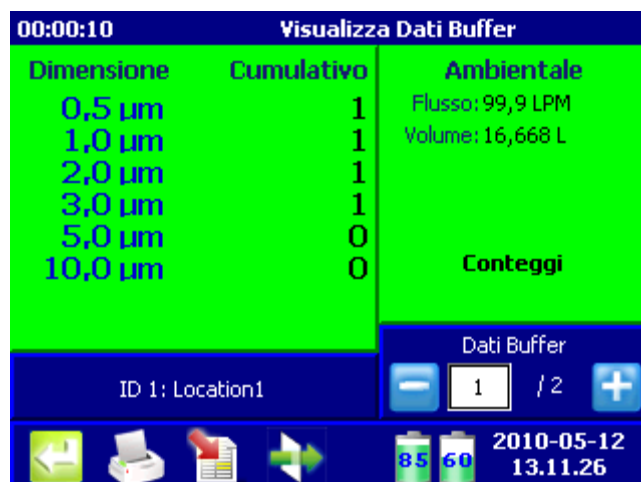 00:00:10 Visualizza Dati Buffer
Dimensione Cumulativo
0,5 µm 1
1,0 µm 1
2,0 µm 1
3,0 µm 1
5,0 µm 0
10,0 µm 0
Ambientale
Flusso: 99,9 LPM
Volume: 16,668 L
Conteggi
ID 1: Location1
Dati Buffer
1 / 2
85 60
2010-05-12
13.11.26